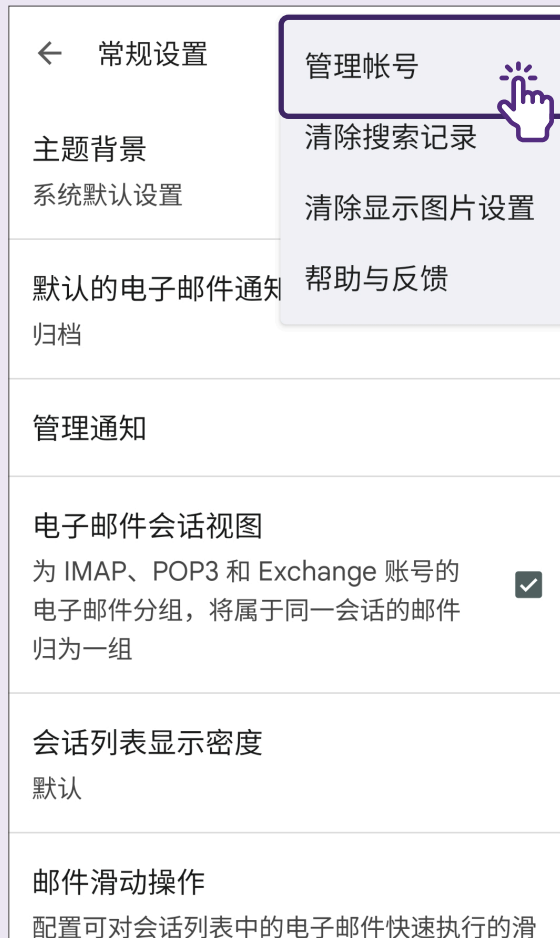 常规设置
管理帐号
清除搜索记录
清除显示图片设置
帮助与反馈
主题背景
系统默认设置
默认的电子邮件通知
归档
管理通知
电子邮件会话视图
为 IMAP、POP3 和 Exchange 账号的
电子邮件分组，将属于同一会话的邮件
归为一组
会话列表显示密度
默认
邮件滑动操作
配置可对会话列表中的电子邮件快速执行的滑